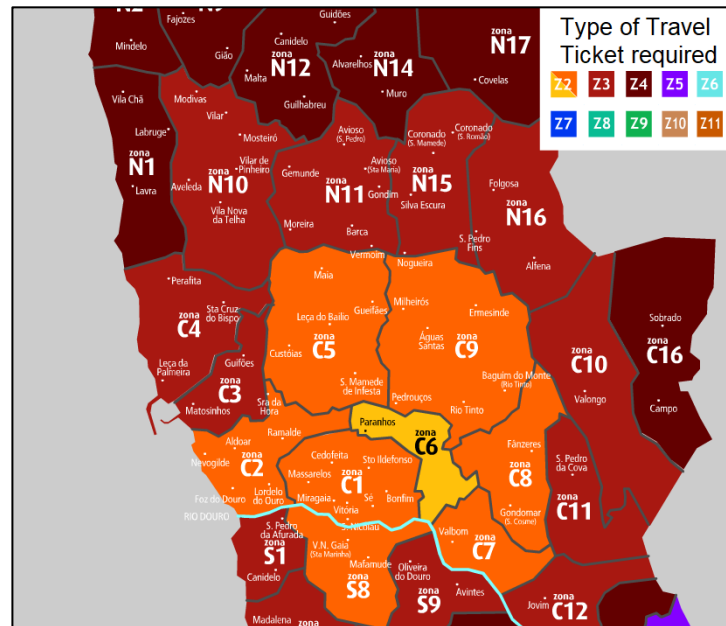 Type of Travel
Ticket required
Z2 Z3 Z4 Z5 Z6
Z7 Z8 Z9 Z10 Z11
Fajozes
Guidões
Mindelo
Gião
zona
N12
Canidelo
Malta
Guilhabreu
zona
N14
Alvarelhos
Muro
zona
N17
Covelas
Vila Chã
Labruge
zona
N1
Lavra
Modivas
Vilar
Mosteiró
Vilar de
Pinheiro
zona
N10
Aveleda
Vila Nova
da Telha
Avioso
(S. Pedro)
Avioso
(Sta Maria)
Gemunde
zona
N11
Gondim
Moreira
Barca
Vermoim
Coronado
(S. Mamede)
Coronado
(S. Romão)
zona
N15
Silva Escura
Nogueira
Folgosa
zona
N16
S. Pedro
Fins
Alfena
Perafita
Sta Cruz
do Bispo
zona
C4
Leça da
Palmeira
Guifões
zona
C3
Matosinhos
Sra da
Hora
Maia
Gueifães
Leça do Bailio
zona
C5
Custóias
S. Mamede
de Infesta
Milheirós
Ermesinde
Águas
Santas
zona
C9
Baguim do Monte
(Rio Tinto)
Pedrouços
Rio Tinto
zona
C10
Valongo
Sobrado
zona
C16
Campo
Paranhos
zona
C6
Ramalde
Aldoar
Nevogilde
zona
C2
Foz do Douro
Lordelo
do Ouro
RIO DOURO
Cedofeita
Sto Ildefonso
Massarelos
zona
C1
Miragaia
Sé
Bonfim
Vitória
S. Nicolau
Fânzeres
zona
C8
Gondomar
(S. Cosme)
S. Pedro
da Cova
zona
C11
Valbom
zona
C7
S. Pedro
da Afurada
zona
S1
Canidelo
V.N. Gaia
(Sta Marinha)
Mafamude
zona
S8
Oliveira
do Douro
zona
S9
Avintes
Jovim
zona
C12
Madalena
zona